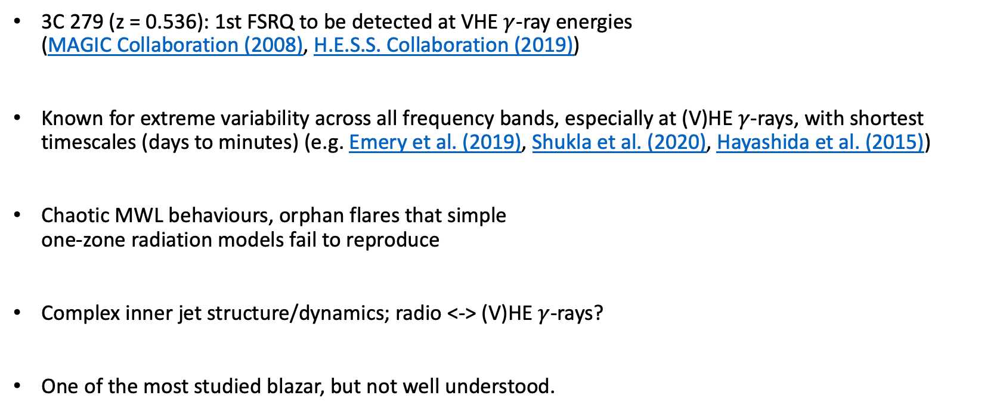 • 3C 279 (z = 0.536): 1st FSRQ to be detected at VHE γ-ray energies
(MAGIC Collaboration (2008), H.E.S.S. Collaboration (2019))
• Known for extreme variability across all frequency bands, especially at (V)HE γ-rays, with shortest
timescales (days to minutes) (e.g. Emery et al. (2019), Shukla et al. (2020), Hayashida et al. (2015))
• Chaotic MWL behaviours, orphan flares that simple
one-zone radiation models fail to reproduce
• Complex inner jet structure/dynamics; radio <-> (V)HE γ-rays?
• One of the most studied blazar, but not well understood.